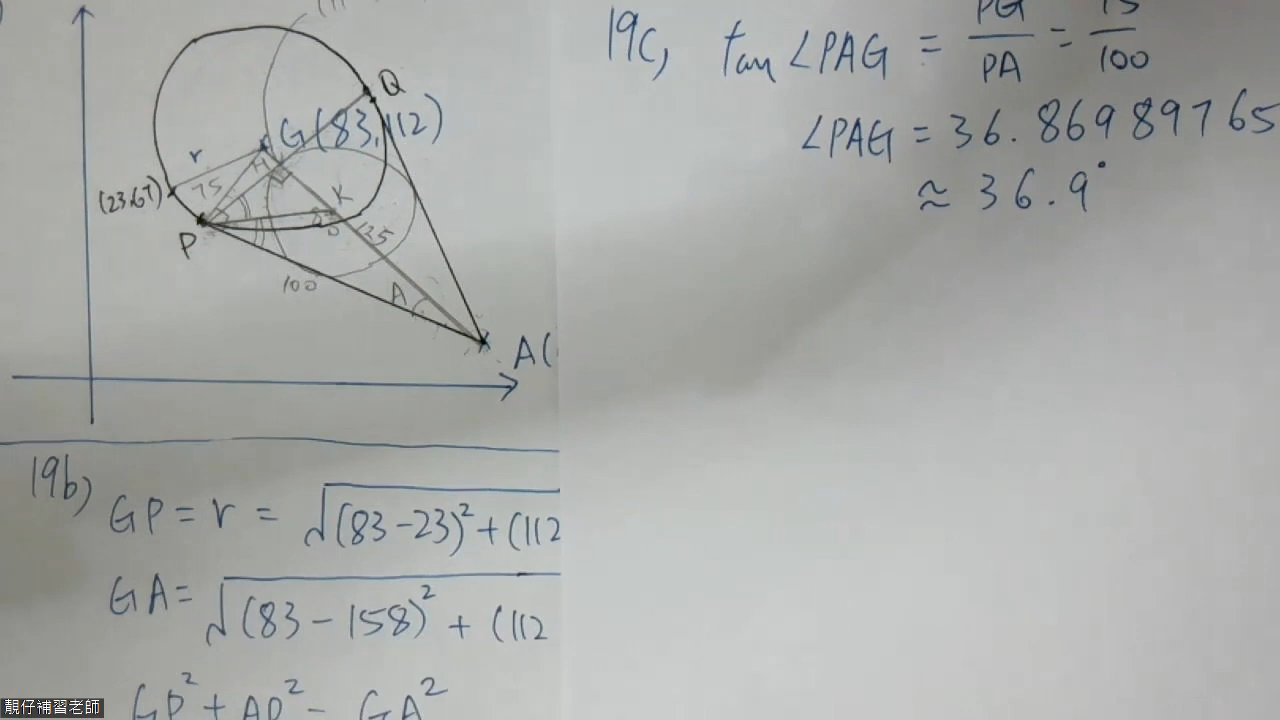 Q
G(83,112)
r
75
(23,67)
K
P
125
100
A
A(
19b)
GP = r = √(83-23)²+(112
GA = √(83-158)² + (112
GP² + AP² = GA²
19c, tan ∠PAG = PG/PA = 75/100
∠PAG = 36.86989765
≈ 36.9°
靚仔補習老師